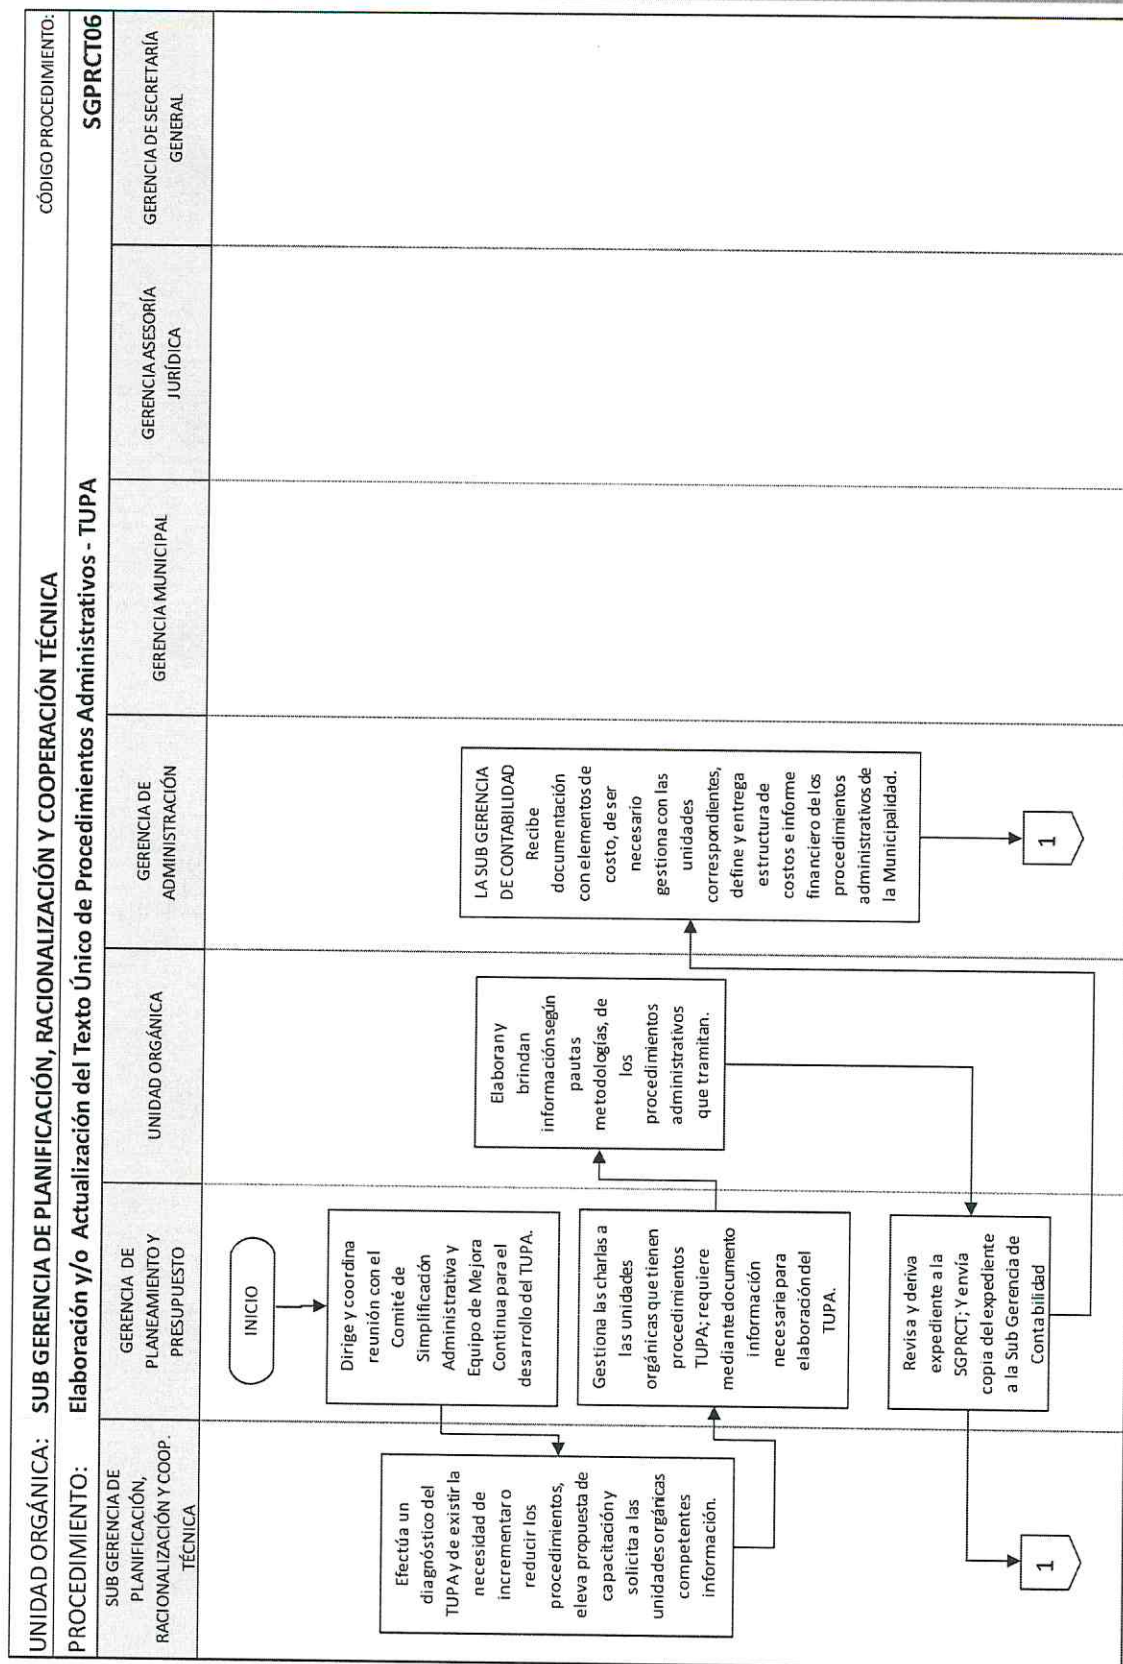 UNIDAD ORGÁNICA: SUB GERENCIA DE PLANIFICACIÓN, RACIONALIZACIÓN Y COOPERACIÓN TÉCNICA
CÓDIGO PROCEDIMIENTO:
PROCEDIMIENTO: Elaboración y/o Actualización del Texto Único de Procedimientos Administrativos - TUPA
SGPRCT06
SUB GERENCIA DE
PLANIFICACIÓN,
RACIONALIZACIÓN Y COOP.
TÉCNICA
GERENCIA DE
PLANEAMIENTO Y
PRESUPUESTO
UNIDAD ORGÁNICA
GERENCIA DE
ADMINISTRACIÓN
GERENCIA MUNICIPAL
GERENCIA ASESORÍA
JURÍDICA
GERENCIA DE SECRETARÍA
GENERAL
INICIO
Dirige y coordina
reunión con el
Comité de
Simplificación
Administrativa y
Equipo de Mejora
Continua para el
desarrollo del TUPA.
Efectúa un
diagnóstico del
TUPA y de existir la
necesidad de
incrementar o
reducir los
procedimientos,
eleva propuesta de
capacitación y
solicita a las
unidades orgánicas
competentes
información.
Gestiona las charlas a
las unidades
orgánicas que tienen
procedimientos
TUPA; requiere
mediante documento
información
necesaria para
elaboración del
TUPA.
Elaboran y
brindan
información según
pautas
metodologías, de
los
procedimientos
administrativos
que tramitan.
Revisa y deriva
expediente a la
SGPRCT; Y envía
copia del expediente
a la Sub Gerencia de
Contabilidad
LA SUB GERENCIA
DE CONTABILIDAD
Recibe
documentación
con elementos de
costo, de ser
necesario
gestiona con las
unidades
correspondientes,
define y entrega
estructura de
costos e informe
financiero de los
procedimientos
administrativos de
la Municipalidad.
1
1